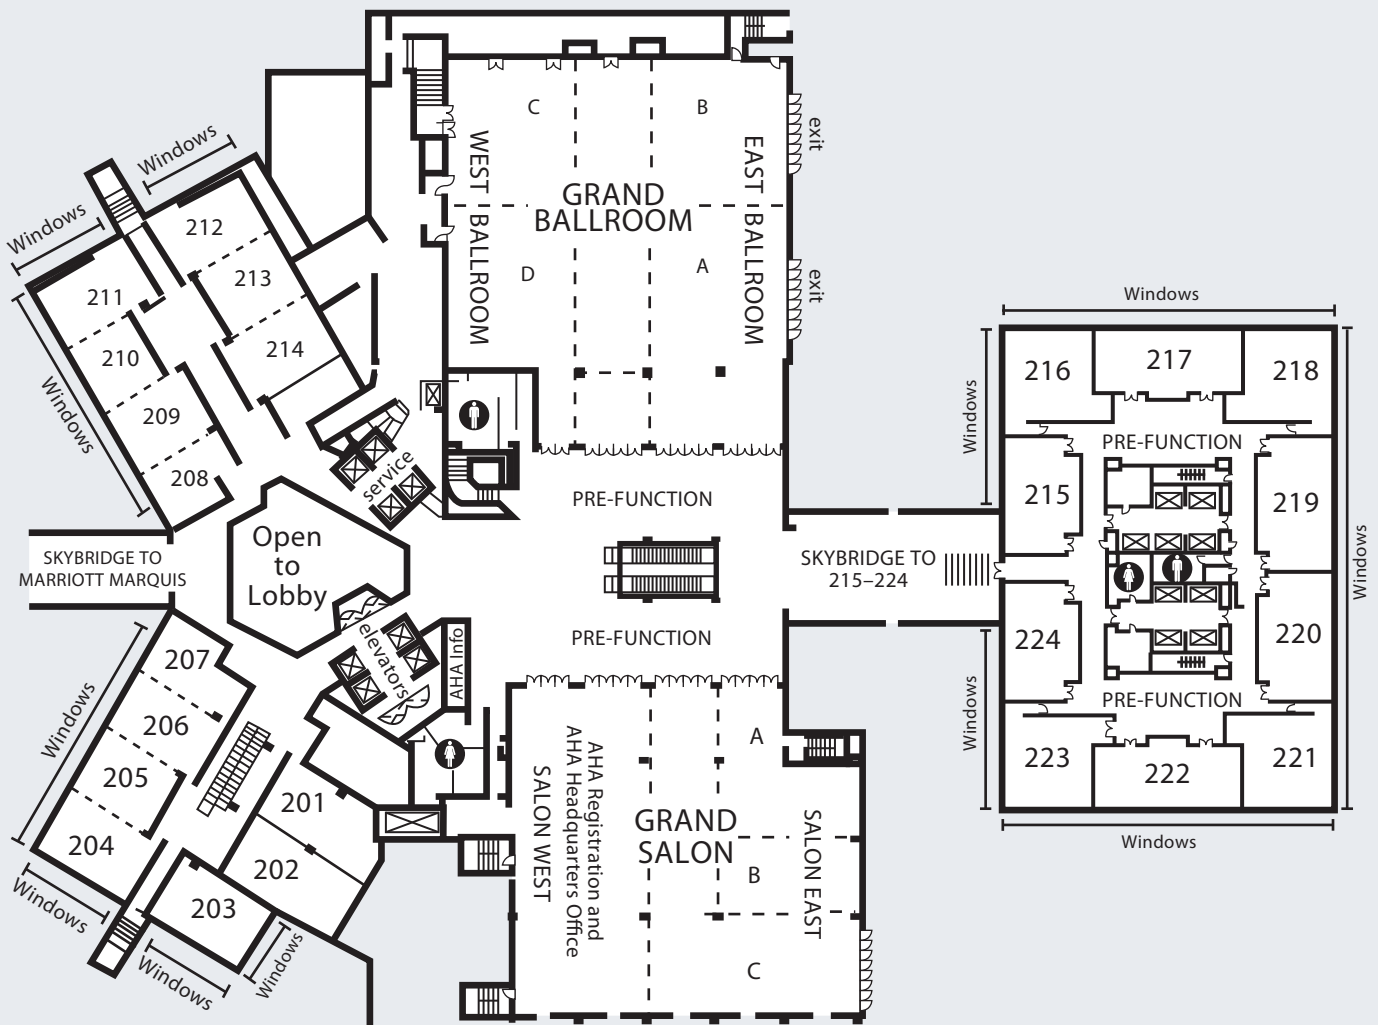 Windows
Windows
212
213
214
211
210
209
208
Windows
C
B
WEST BALLROOM
GRAND
BALLROOM
EAST BALLROOM
D
A
exit
exit
service
PRE-FUNCTION
Open
to
Lobby
SKYBRIDGE TO
MARRIOTT MARQUIS
SKYBRIDGE TO
215–224
PRE-FUNCTION
elevators
AHA Info
207
206
205
204
Windows
Windows
201
202
203
Windows
Windows
SALON WEST
AHA Registration and
AHA Headquarters Office
A
GRAND
SALON
B
SALON EAST
C
Windows
Windows
216
217
218
PRE-FUNCTION
215
219
Windows
224
220
Windows
PRE-FUNCTION
223
222
221
Windows